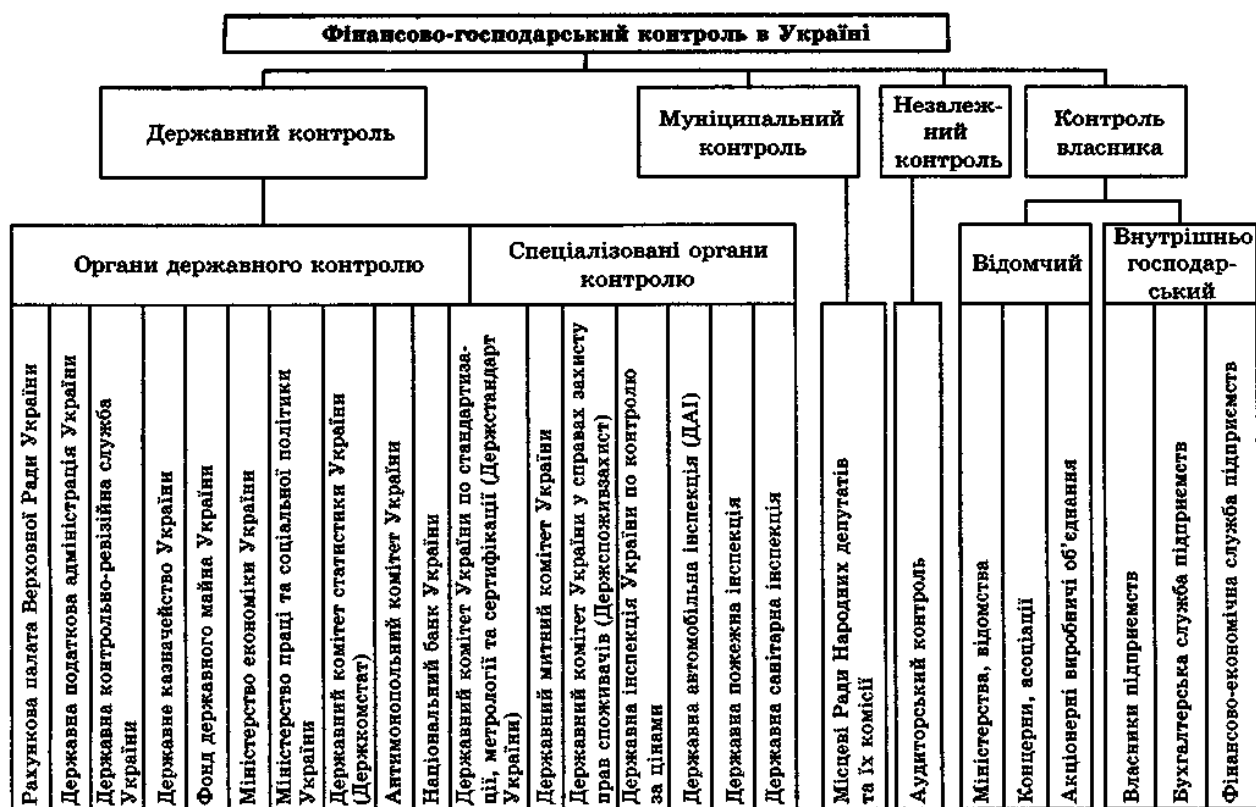 Фінансово-господарський контроль в Україні
Державний контроль
Муніципальний
контроль
Незалеж-
ний
контроль
Контроль
власника
Органи державного контролю
Спеціалізовані органи
контролю
Відомчий
Внутрішньо
господар-
ський
Рахункова палата Верховної Ради України
Державна податкова адміністрація України
Державна контрольно-ревізійна служба
України
Державне казначейство України
Фонд державного майна України
Міністерство економіки України
Міністерство праці та соціальної політики
України
Державний комітет статистики України
(Держкомстат)
Антимонопольний комітет України
Національний банк України
Державний комітет України по стандартиза-
ції, метрології та сертифікації (Держстандарт
України)
Державний митний комітет України
Державний комітет України у справах захисту
прав споживачів (Держспоживзахист)
Державна інспекція України по контролю
за цінами
Державна автомобільна інспекція (ДАІ)
Державна пожежна інспекція
Державна санітарна інспекція
Місцеві Ради Народних депутатів
та їх комісії
Аудиторський контроль
Міністерства, відомства
Концерни, асоціації
Акціонерні виробничі об'єднання
Власники підприємств
Бухгалтерська служба підприємств
Фінансово-економічна служба підприємств